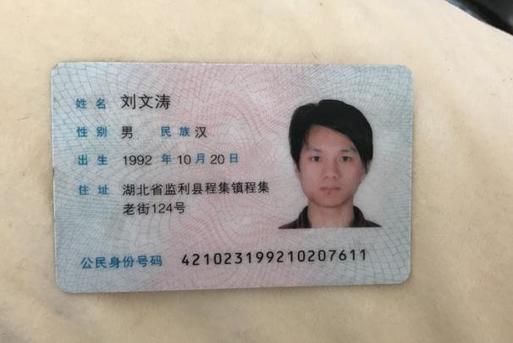 姓名 刘文涛
性别 男 民族 汉
出生 1992 年 10 月 20 日
住址 湖北省监利县程集镇程集
老街124号
公民身份号码 421023199210207611